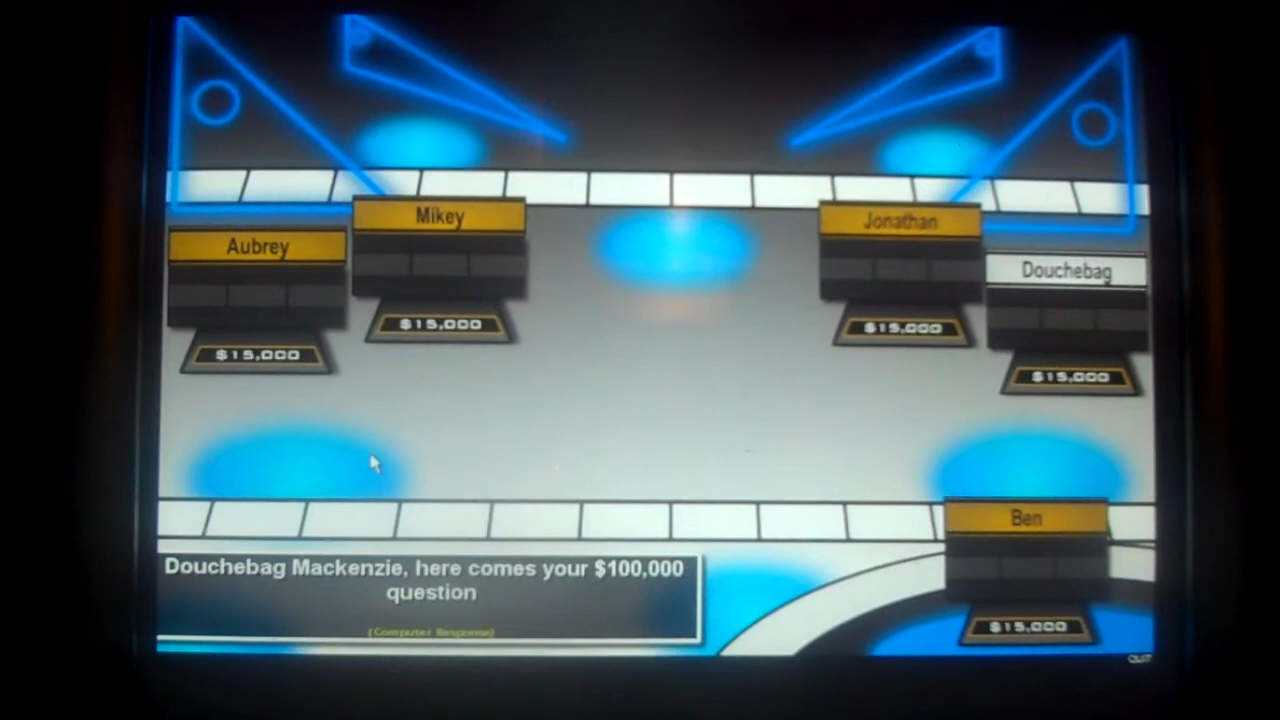 Mikey
Jonathan
Aubrey
Douchebag
$15,000
$15,000
$15,000
$15,000
Ben
Douchebag Mackenzie, here comes your $100,000
question
(Computer Response)
$15,000
QUIT